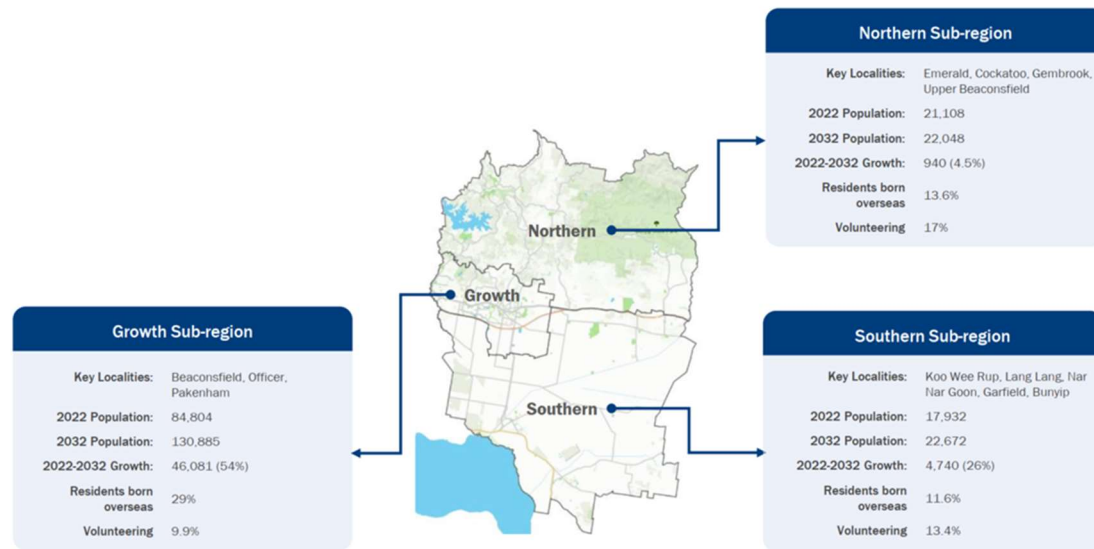 Northern Sub-region
Key Localities: Emerald, Cockatoo, Gembrook,
Upper Beaconsfield
2022 Population: 21,108
2032 Population: 22,048
2022-2032 Growth: 940 (4.5%)
Residents born
overseas 13.6%
Volunteering 17%
Northern
Growth
Southern
Growth Sub-region
Key Localities: Beaconsfield, Officer,
Pakenham
2022 Population: 84,804
2032 Population: 130,885
2022-2032 Growth: 46,081 (54%)
Residents born
overseas 29%
Volunteering 9.9%
Southern Sub-region
Key Localities: Koo Wee Rup, Lang Lang, Nar
Nar Goon, Garfield, Bunyip
2022 Population: 17,932
2032 Population: 22,672
2022-2032 Growth: 4,740 (26%)
Residents born
overseas 11.6%
Volunteering 13.4%